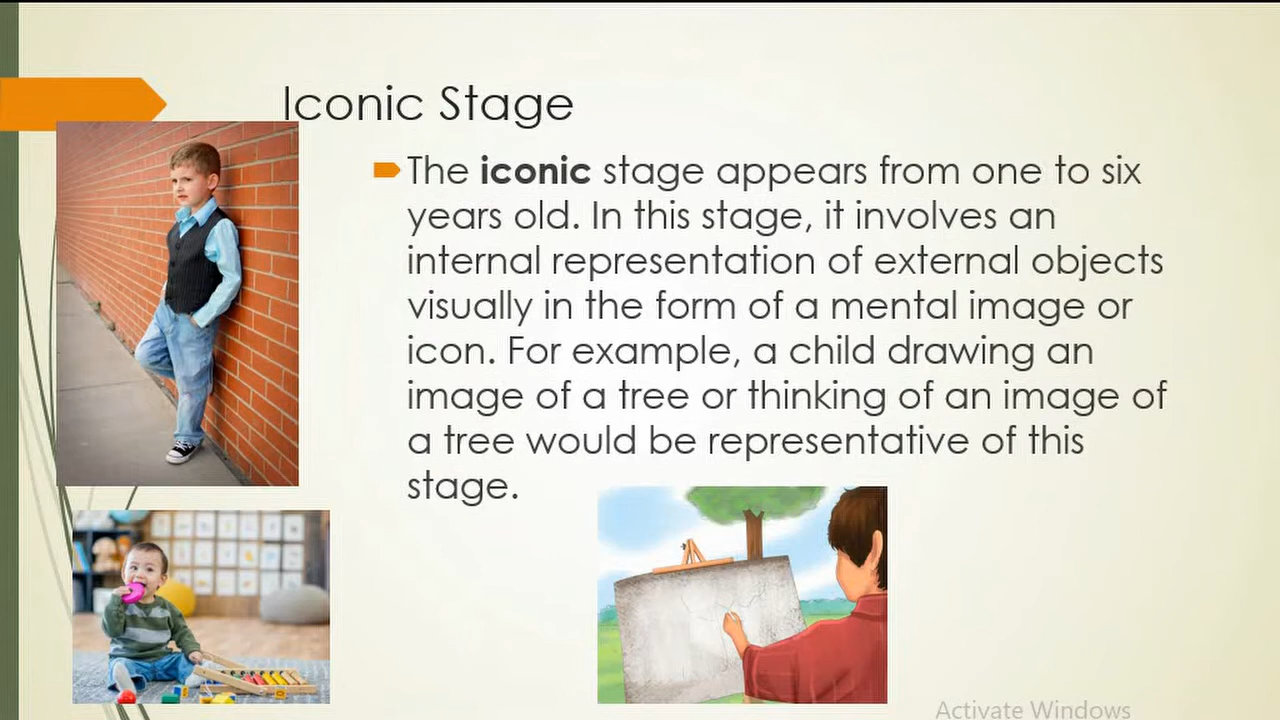 Iconic Stage
The iconic stage appears from one to six
years old. In this stage, it involves an
internal representation of external objects
visually in the form of a mental image or
icon. For example, a child drawing an
image of a tree or thinking of an image of
a tree would be representative of this
stage.
Activate Windows